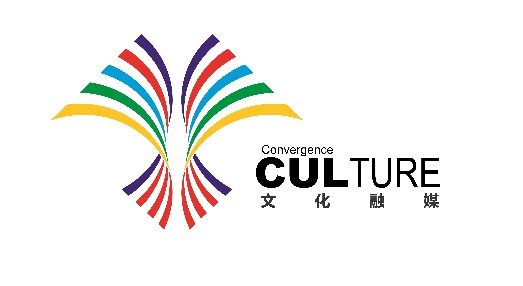 Convergence
CULTURE
文化融媒